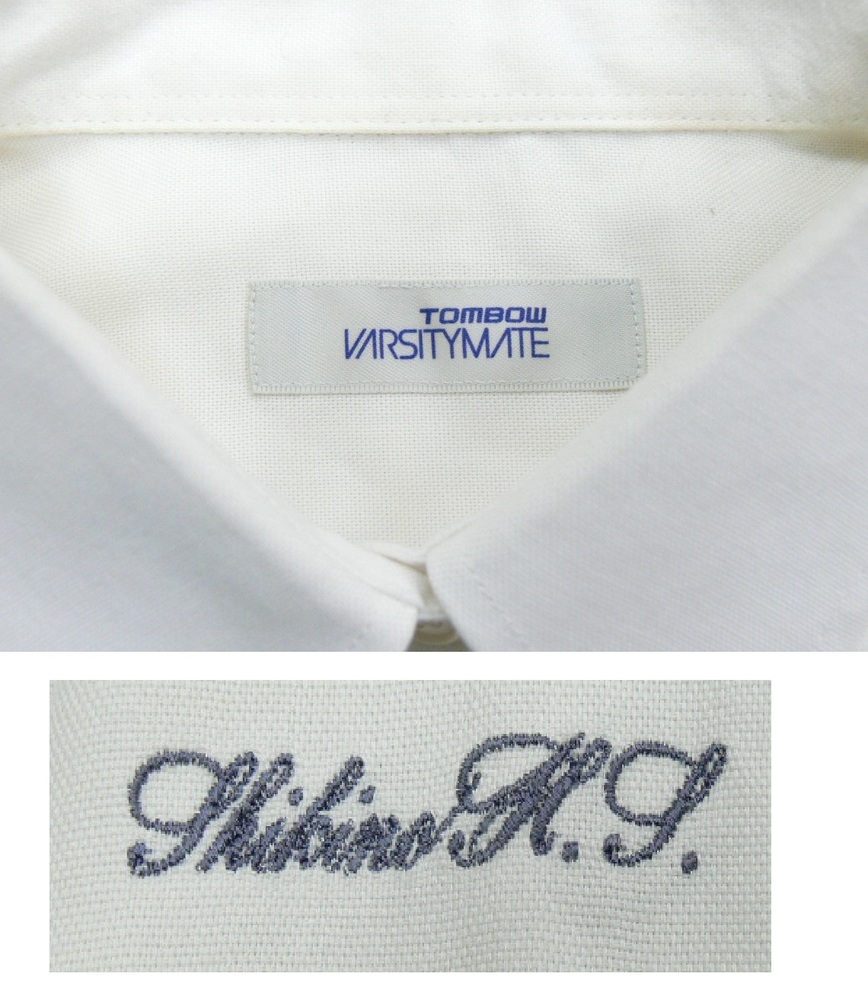 TOMBOW
VARSITYMATE
Shikino H. S.